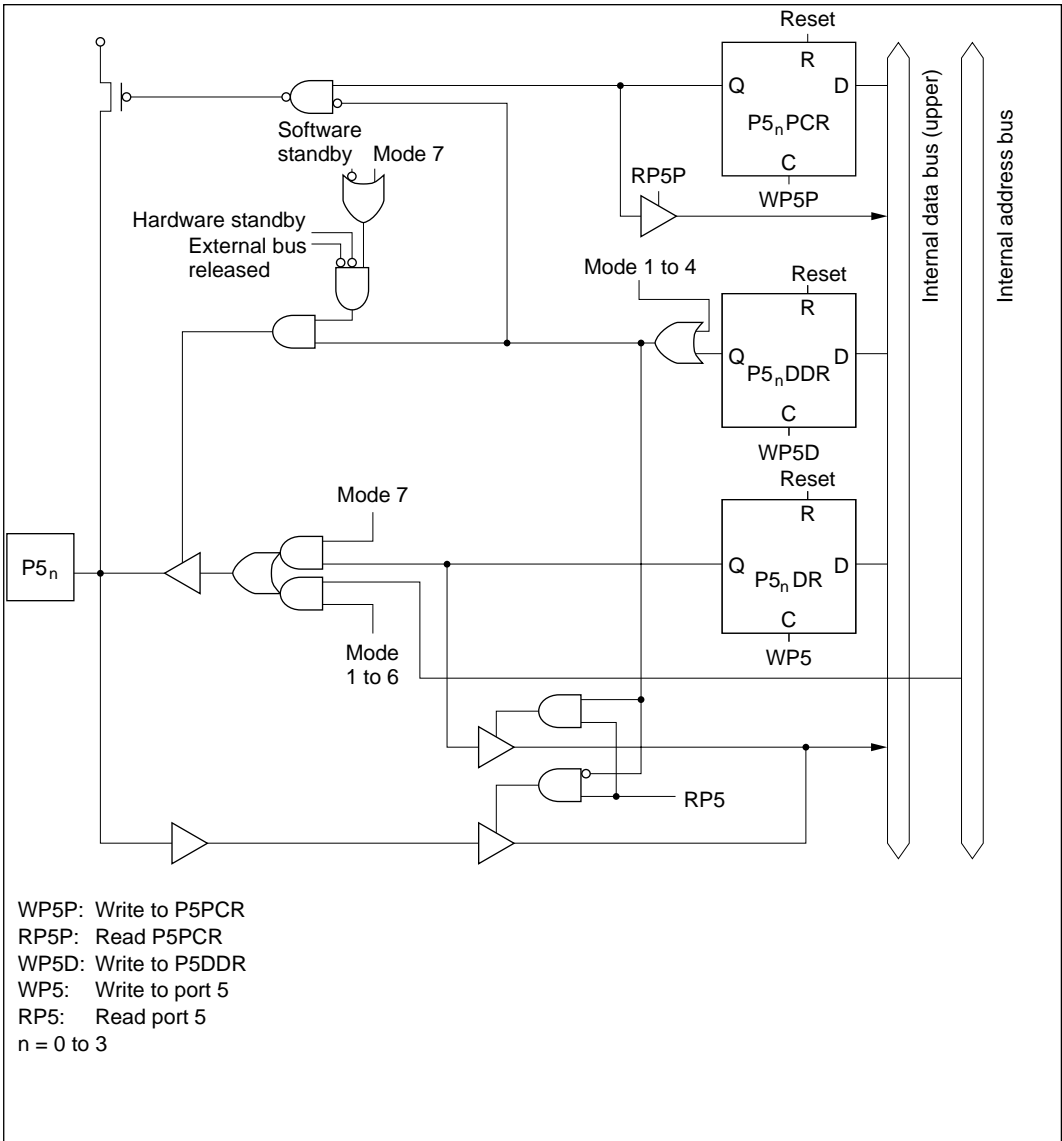 Reset
R
Q
D
P5nPCR
C
WP5P
Software
standby
Mode 7
RP5P
Hardware standby
External bus
released
Mode 1 to 4
Reset
R
Q
D
P5nDDR
C
WP5D
Reset
R
Mode 7
P5n
Q
D
P5nDR
C
WP5
Mode
1 to 6
RP5
Internal data bus (upper)
Internal address bus
WP5P: Write to P5PCR
RP5P: Read P5PCR
WP5D: Write to P5DDR
WP5: Write to port 5
RP5: Read port 5
n = 0 to 3